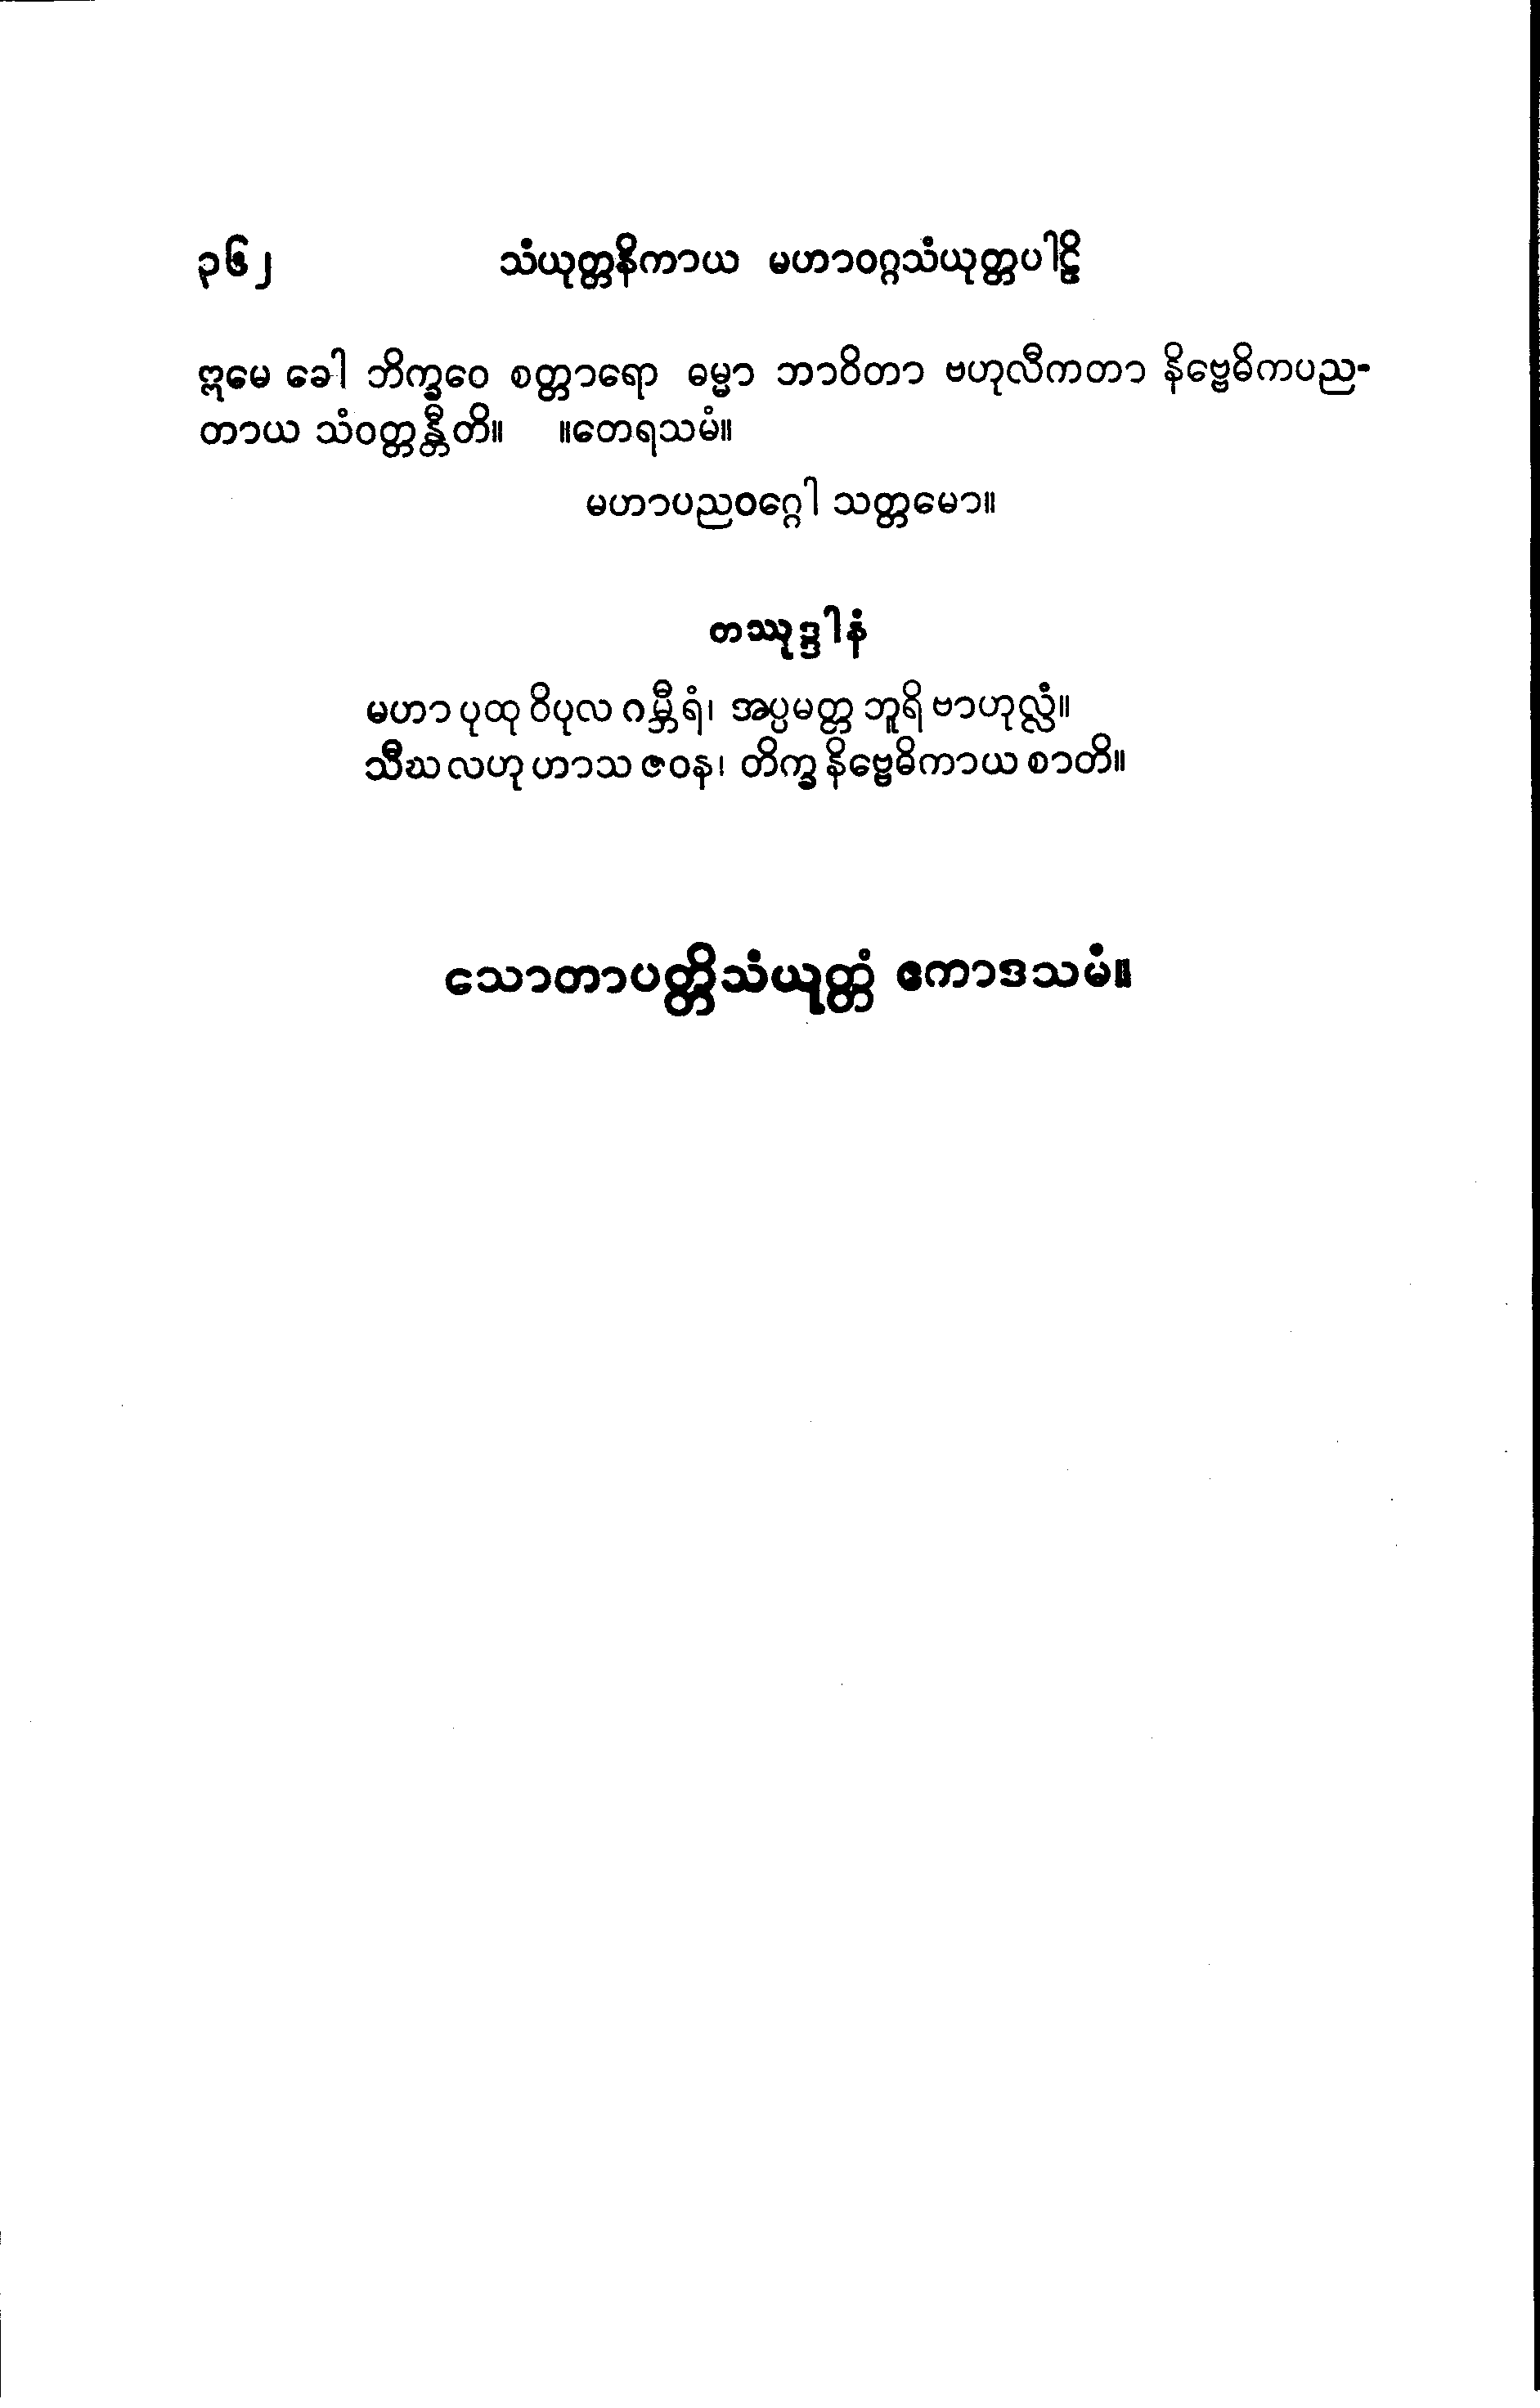 ၃၆၂ သံယုတ္တနိကာယ မဟာဝဂ္ဂသံယုတ္တပါဠိ
ဣမေ ခေါ ဘိက္ခဝေ စတ္တာရော ဓမ္မာ ဘာဝိတာ ဗဟုလီကတာ နိဗ္ဗေဓိကပည-
တာယ သံဝတ္တန္တီတိ။ ။တေရသမံ။
မဟာပညဝဂ္ဂေါ သတ္တမော။
တဿုဒ္ဒါနံ
မဟာ ပုထု ဝိပုလ ဂမ္ဘီရံ၊ အပ္ပမတ္တ ဘူရိ ဗာဟုလ္လံ။
သီဃ လဟု ဟာသ ဇဝန၊ တိက္ခ နိဗ္ဗေဓိကာယ စာတိ။
သောတာပတ္တိသံယုတ္တံ ဧကာဒသမံ။